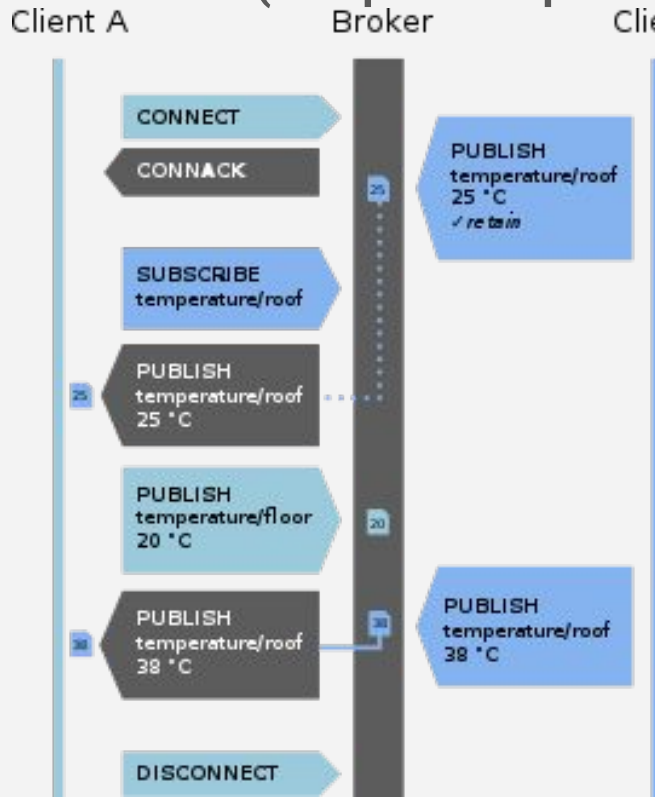 Client A
Broker
Clie
CONNECT
CONNACK
PUBLISH
temperature/roof
25 °C
✓retain
25
SUBSCRIBE
temperature/roof
PUBLISH
temperature/roof
25 °C
25
PUBLISH
temperature/floor
20 °C
20
PUBLISH
temperature/roof
38 °C
38
PUBLISH
temperature/roof
38 °C
38
DISCONNECT